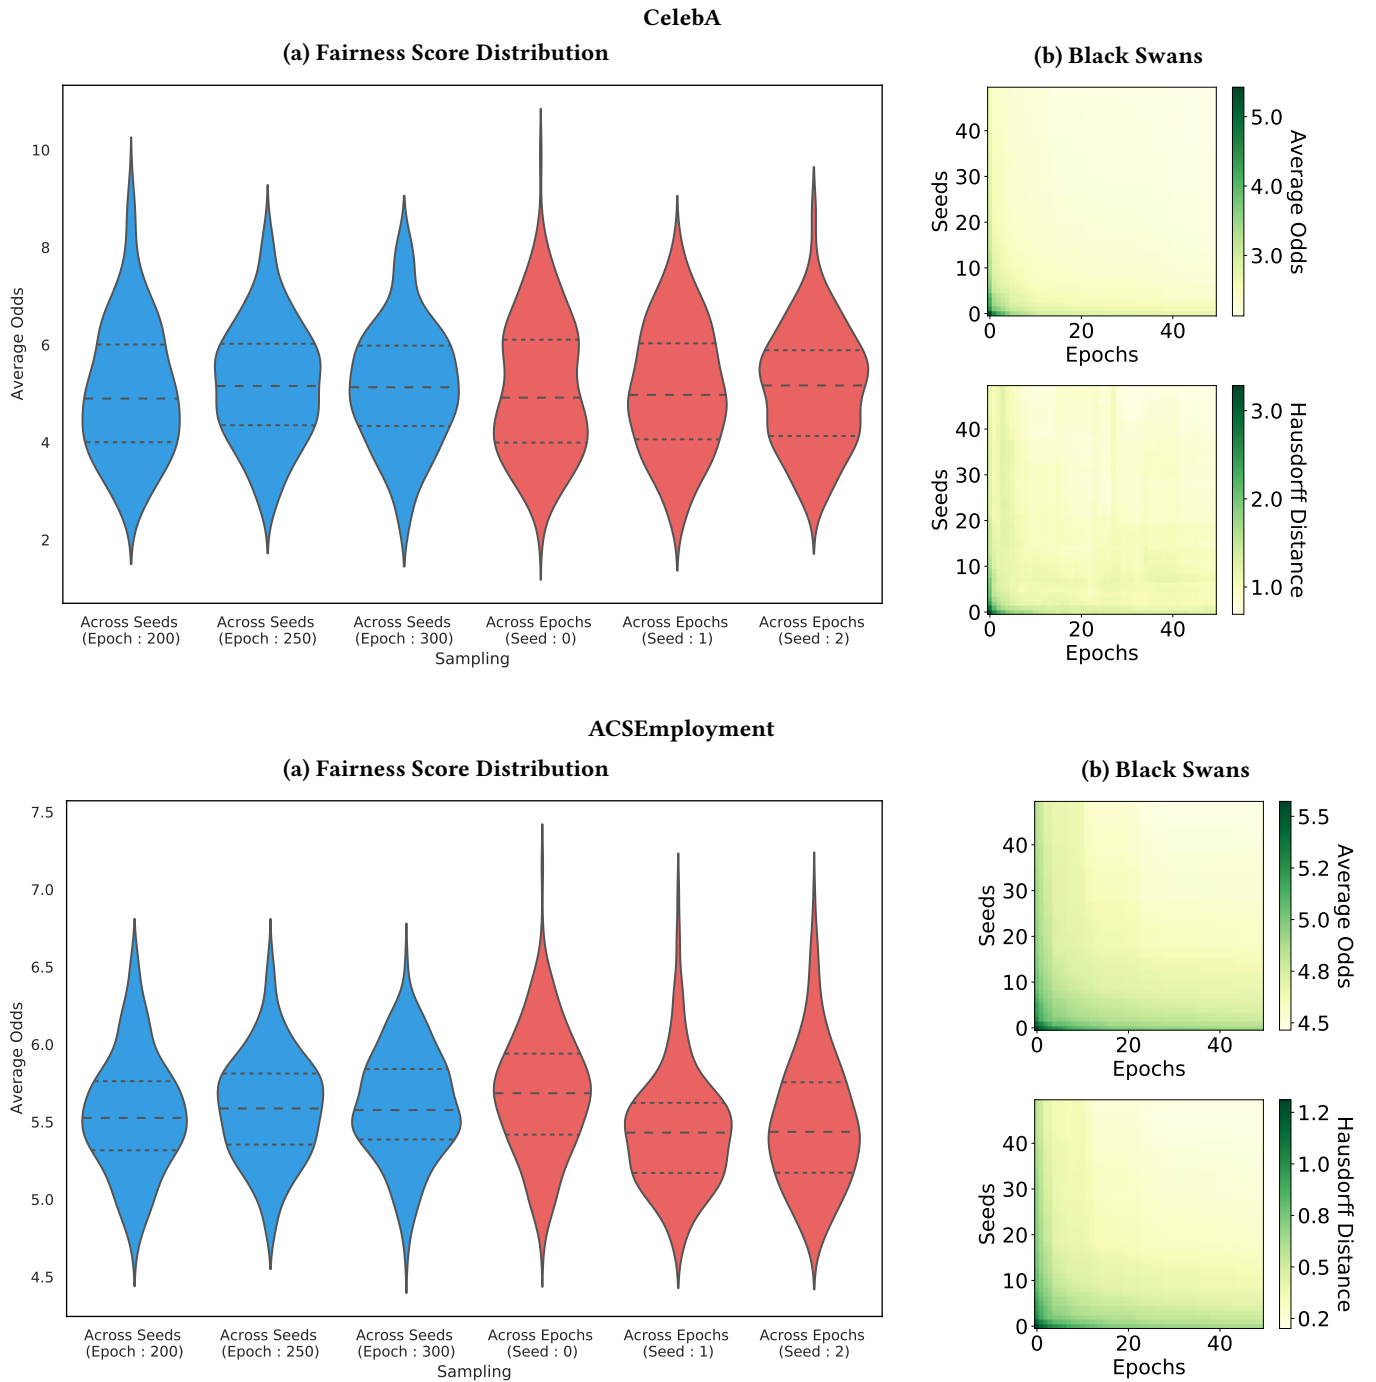 CelebA
(a) Fairness Score Distribution
(b) Black Swans
10
8
6
4
2
Average Odds
Across Seeds
(Epoch : 200)
Across Seeds
(Epoch : 250)
Across Seeds
(Epoch : 300)
Across Epochs
(Seed : 0)
Across Epochs
(Seed : 1)
Across Epochs
(Seed : 2)
Sampling
40
30
20
10
0
Seeds
0
20
40
Epochs
5.0
4.0
3.0
Average Odds
40
30
20
10
0
Seeds
0
20
40
Epochs
3.0
2.0
1.0
Hausdorff Distance
ACSEmployment
(a) Fairness Score Distribution
(b) Black Swans
7.5
7.0
6.5
6.0
5.5
5.0
4.5
Average Odds
Across Seeds
(Epoch : 200)
Across Seeds
(Epoch : 250)
Across Seeds
(Epoch : 300)
Across Epochs
(Seed : 0)
Across Epochs
(Seed : 1)
Across Epochs
(Seed : 2)
Sampling
40
30
20
10
0
Seeds
0
20
40
Epochs
5.5
5.2
5.0
4.8
4.5
Average Odds
40
30
20
10
0
Seeds
0
20
40
Epochs
1.2
1.0
0.8
0.5
0.2
Hausdorff Distance